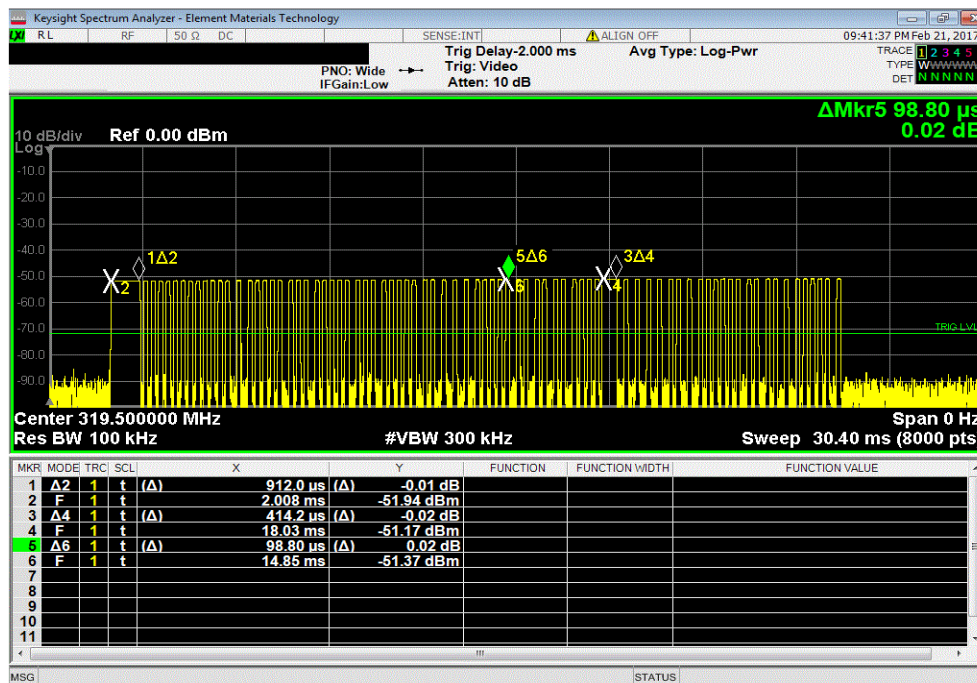 Keysight Spectrum Analyzer - Element Materials Technology
LXI RL RF 50 Ω DC SENSE:INT ALIGN OFF 09:41:37 PM Feb 21, 2017
Trig Delay-2.000 ms Avg Type: Log-Pwr TRACE 1 2 3 4 5
PNO: Wide Trig: Video TYPE WWWWWW
IFGain:Low Atten: 10 dB DET N N N N N
ΔMkr5 98.80 µs
10 dB/div Ref 0.00 dBm 0.02 dB
Log
-10.0
-20.0
-30.0
-40.0
1Δ2 5Δ6 3Δ4
-50.0 2 6 4
-60.0
-70.0 TRIG LVL
-80.0
-90.0
Center 319.500000 MHz Span 0 Hz
Res BW 100 kHz #VBW 300 kHz Sweep 30.40 ms (8000 pts
MKR MODE TRC SCL X Y FUNCTION FUNCTION WIDTH FUNCTION VALUE
1 Δ2 1 t (Δ) 912.0 µs (Δ) -0.01 dB
2 F 1 t 2.008 ms -51.94 dBm
3 Δ4 1 t (Δ) 414.2 µs (Δ) -0.02 dB
4 F 1 t 18.03 ms -51.17 dBm
5 Δ6 1 t (Δ) 98.80 µs (Δ) 0.02 dB
6 F 1 t 14.85 ms -51.37 dBm
7
8
9
10
11
MSG STATUS